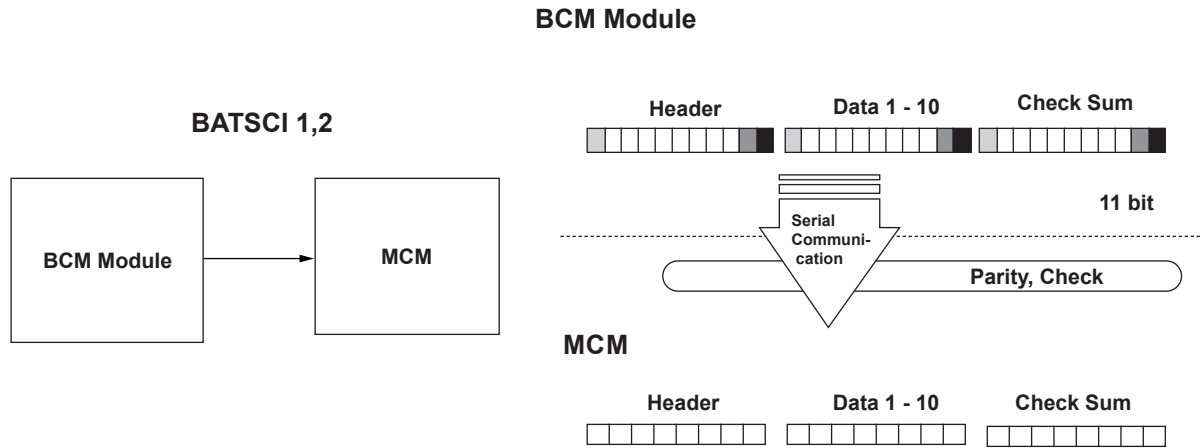 BCM Module
BATSCI 1,2
BCM Module
MCM
Header
Data 1 - 10
Check Sum
11 bit
Serial
Communi-
cation
Parity, Check
MCM
Header
Data 1 - 10
Check Sum